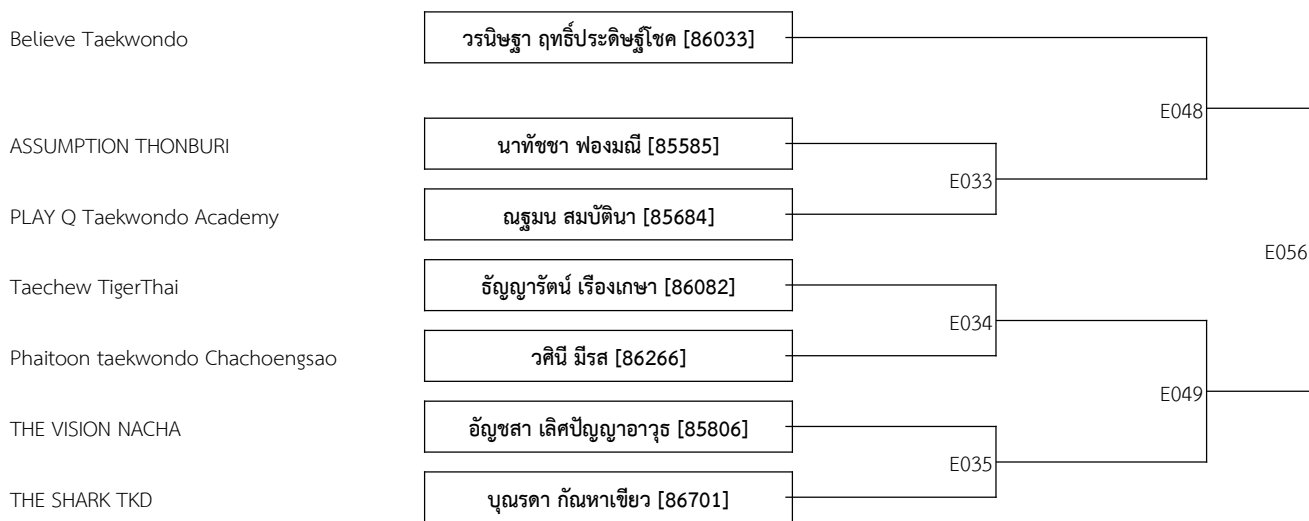 Believe Taekwondo วรนิษฐา ฤทธิ์ประดิษฐ์โชค [86033]
E048
ASSUMPTION THONBURI นาทัชชา ฟองมณี [85585]
E033
PLAY Q Taekwondo Academy ณฐมน สมบัตินา [85684]
E056
Taechew TigerThai ธัญญารัตน์ เรืองเกษา [86082]
E034
Phaitoon taekwondo Chachoengsao วศินี มีรส [86266]
E049
THE VISION NACHA อัญชสา เลิศปัญญาอาวุธ [85806]
E035
THE SHARK TKD บุณรดา กัณหาเขียว [86701]